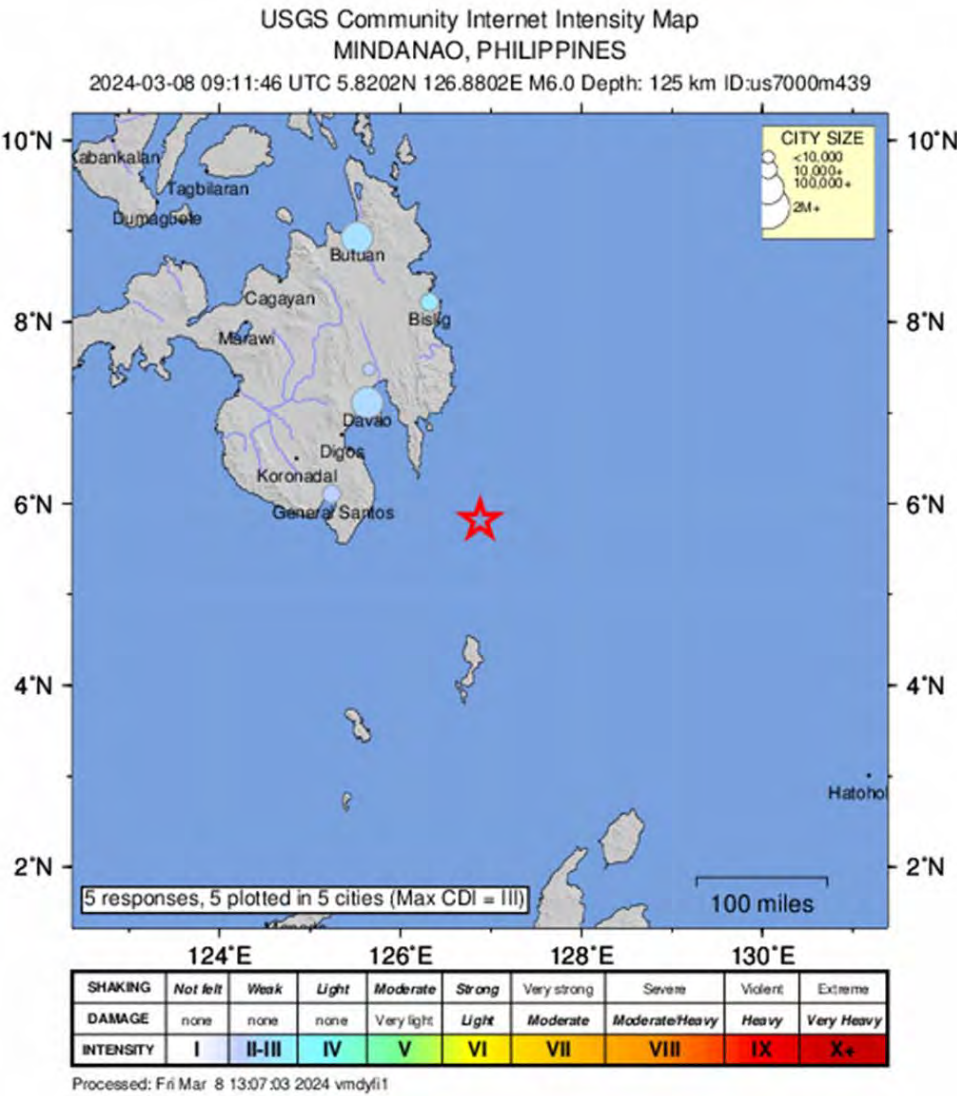 USGS Community Internet Intensity Map
MINDANAO, PHILIPPINES
2024-03-08 09:11:46 UTC 5.8202N 126.8802E M6.0 Depth: 125 km ID:us7000m439
10°N 10°N
CITY SIZE
<10,000
10,000+
100,000+
2M+
Kabankalan
Tagbilaran
Dumaguete
Butuan
Cagayan
Bislig
8°N 8°N
Marawi
Davao
Digos
Koronadal
6°N 6°N
General Santos
4°N 4°N
Hatohol
2°N 2°N
5 responses, 5 plotted in 5 cities (Max CDI = III)
100 miles
124°E 126°E 128°E 130°E
SHAKING Not felt Weak Light Moderate Strong Very strong Severe Violent Extreme
DAMAGE none none none Very light Light Moderate Moderate/Heavy Heavy Very Heavy
INTENSITY I II-III IV V VI VII VIII IX X+
Processed: Fri Mar 8 13:07:03 2024 vmdyli1